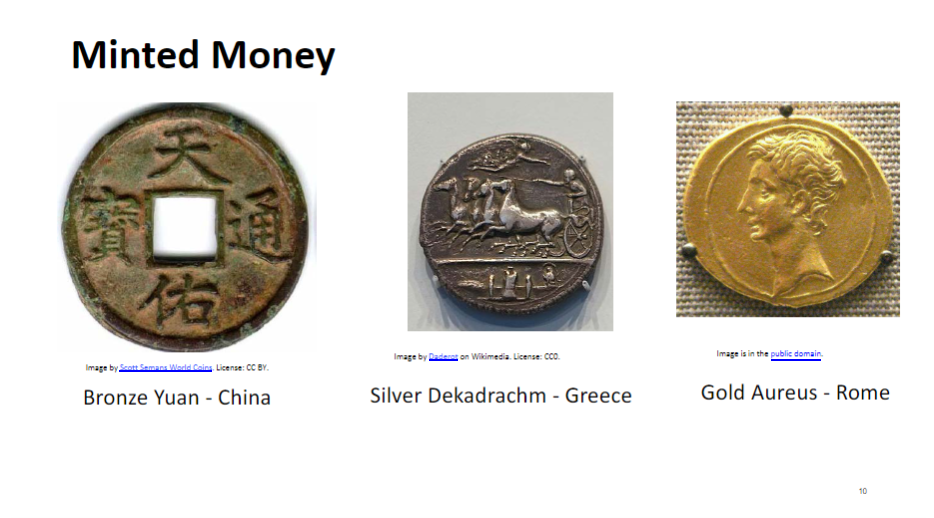 Minted Money
天佑通寶
Image by Scott Semans World Coins. License: CC BY.
Bronze Yuan - China
Image by Daderot on Wikimedia. License: CC0.
Silver Dekadrachm - Greece
Image is in the public domain.
Gold Aureus - Rome
10